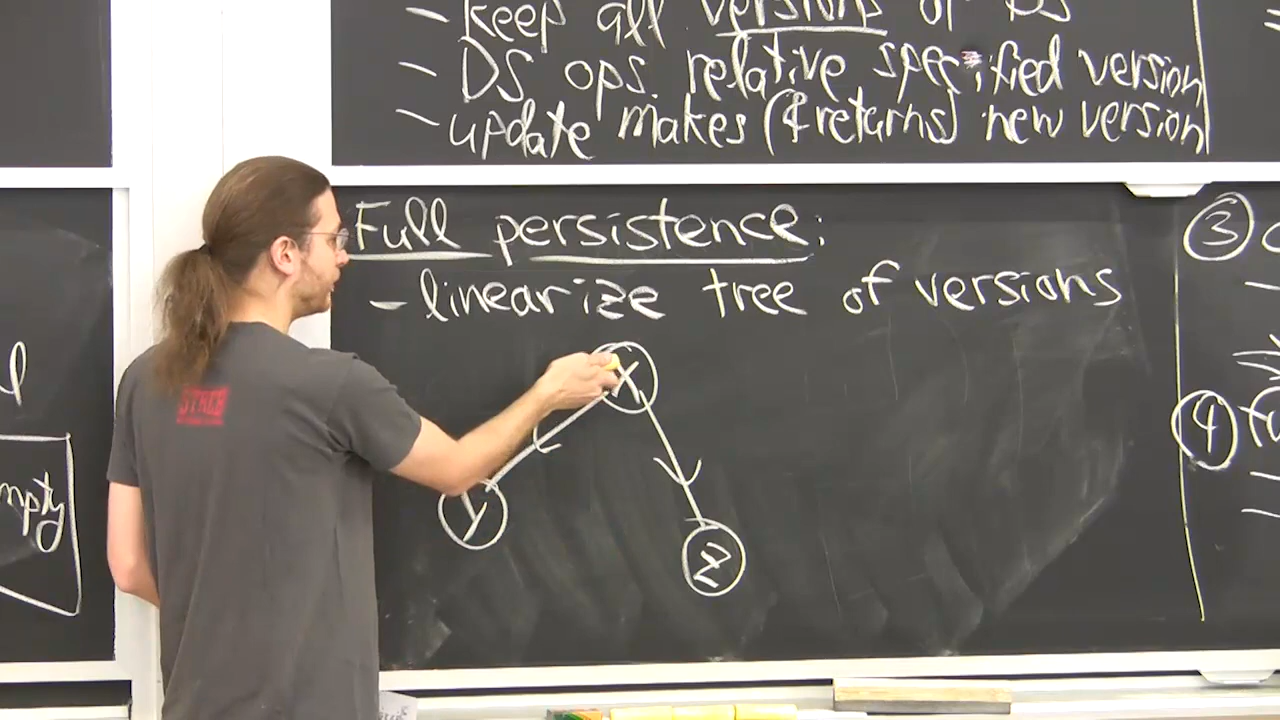 - keep all versions of DS
- DS ops. relative specified version
- update makes (& returns) new version
Full persistence:
- linearize tree of versions
x
y
z
3
4